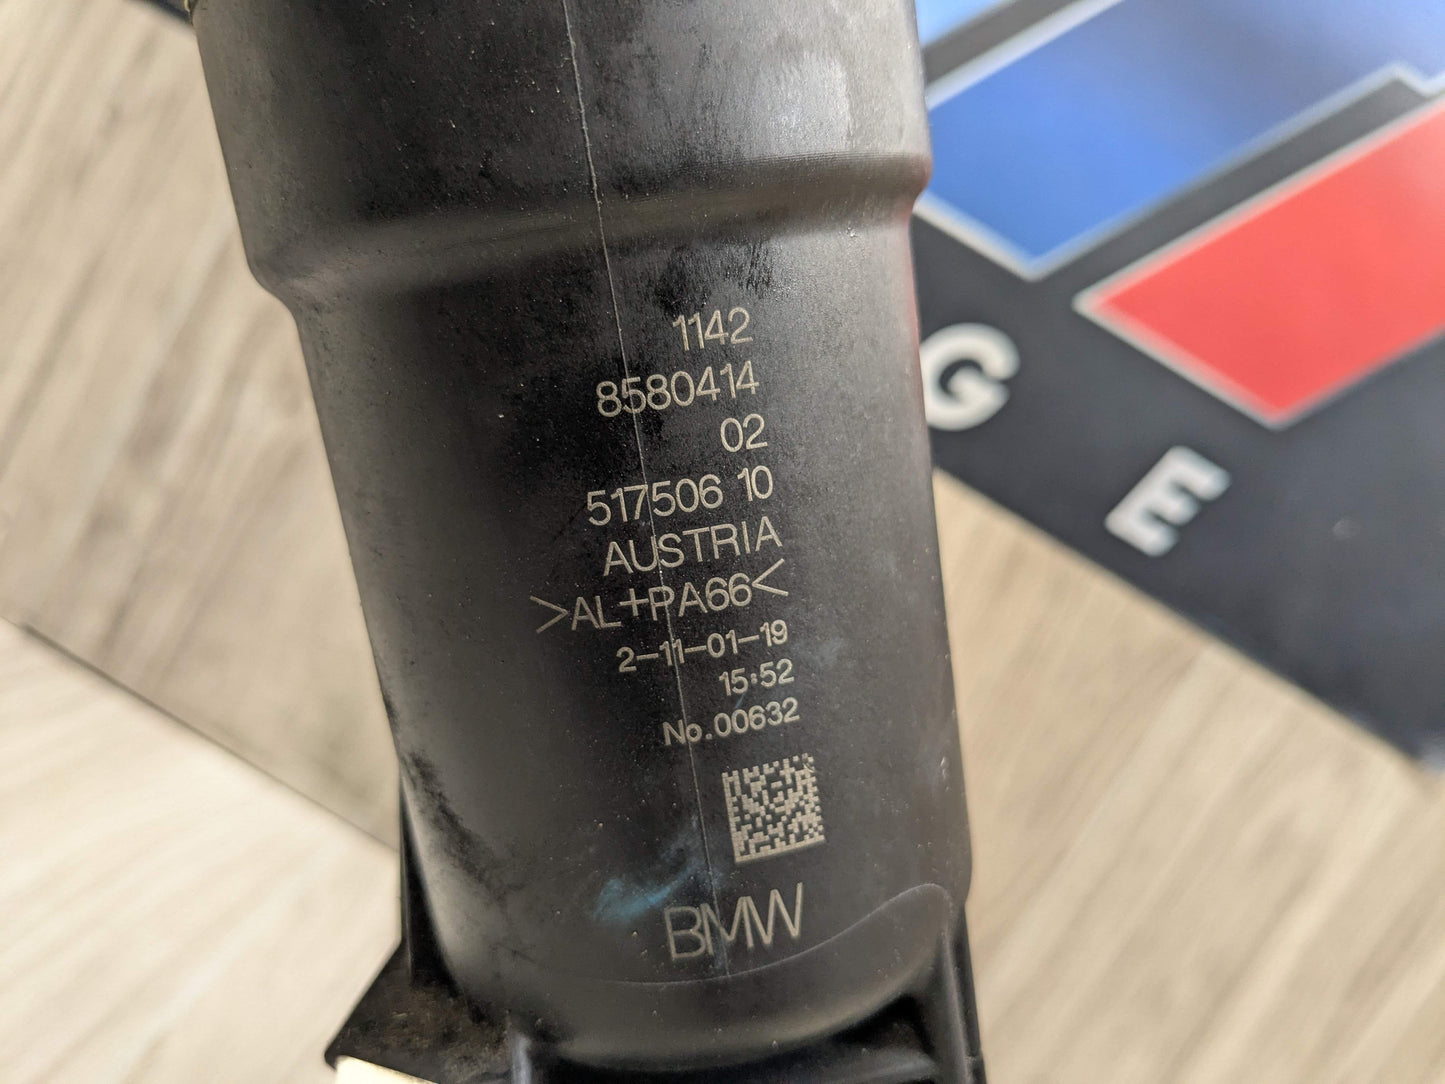 1142
8580414
02
517506 10
AUSTRIA
>AL+PA66<
2-11-01-19
15:52
No.00632
BMW
G
E